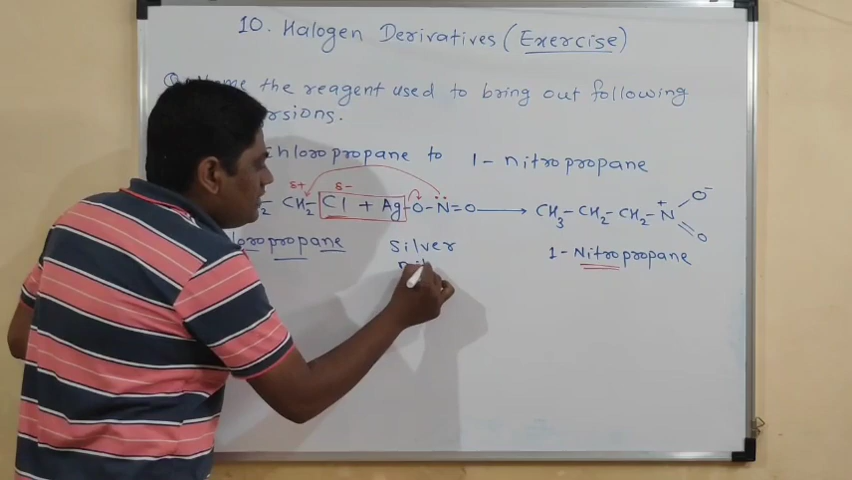 10. Halogen Derivatives (Exercise)
the reagent used to bring out following
chloropropane to 1- nitropropane
δ+ δ-
CH₂- Cl + Ag-O-N̈=O ⟶ CH₃-CH₂-CH₂-N⁺ O⁻ O
propane silver 1- Nitropropane